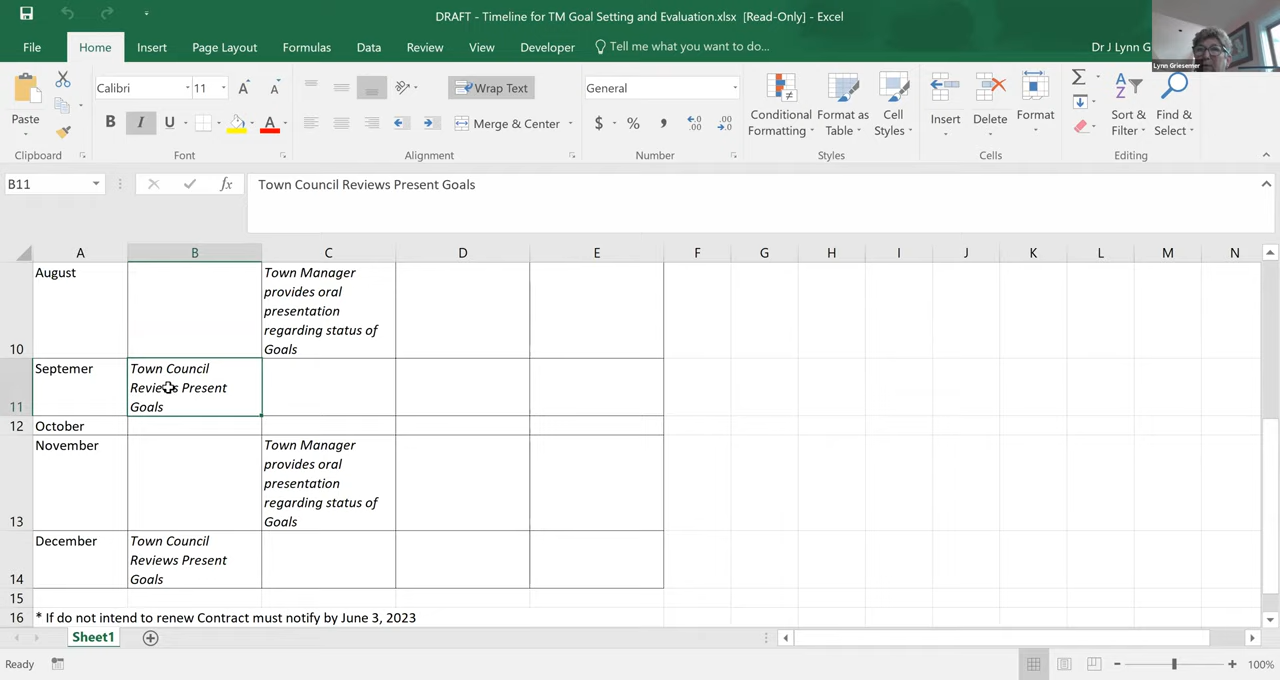 DRAFT - Timeline for TM Goal Setting and Evaluation.xlsx [Read-Only] - Excel
Lynn Griesemer
File Home Insert Page Layout Formulas Data Review View Developer Tell me what you want to do... Dr J Lynn G
Paste
Calibri 11
B I U A
Wrap Text
Merge & Center
General
$ % ,
Conditional Formatting
Format as Table
Cell Styles
Insert Delete Format
Sort & Filter
Find & Select
Clipboard Font Alignment Number Styles Cells Editing
B11 fx Town Council Reviews Present Goals
A B C D E F G H I J K L M N
August
Town Manager
provides oral
presentation
regarding status of
Goals
10
Septemer
Town Council
Reviews Present
Goals
11
12 October
November
Town Manager
provides oral
presentation
regarding status of
Goals
13
December
Town Council
Reviews Present
Goals
14
15
16 * If do not intend to renew Contract must notify by June 3, 2023
Sheet1
Ready 100%